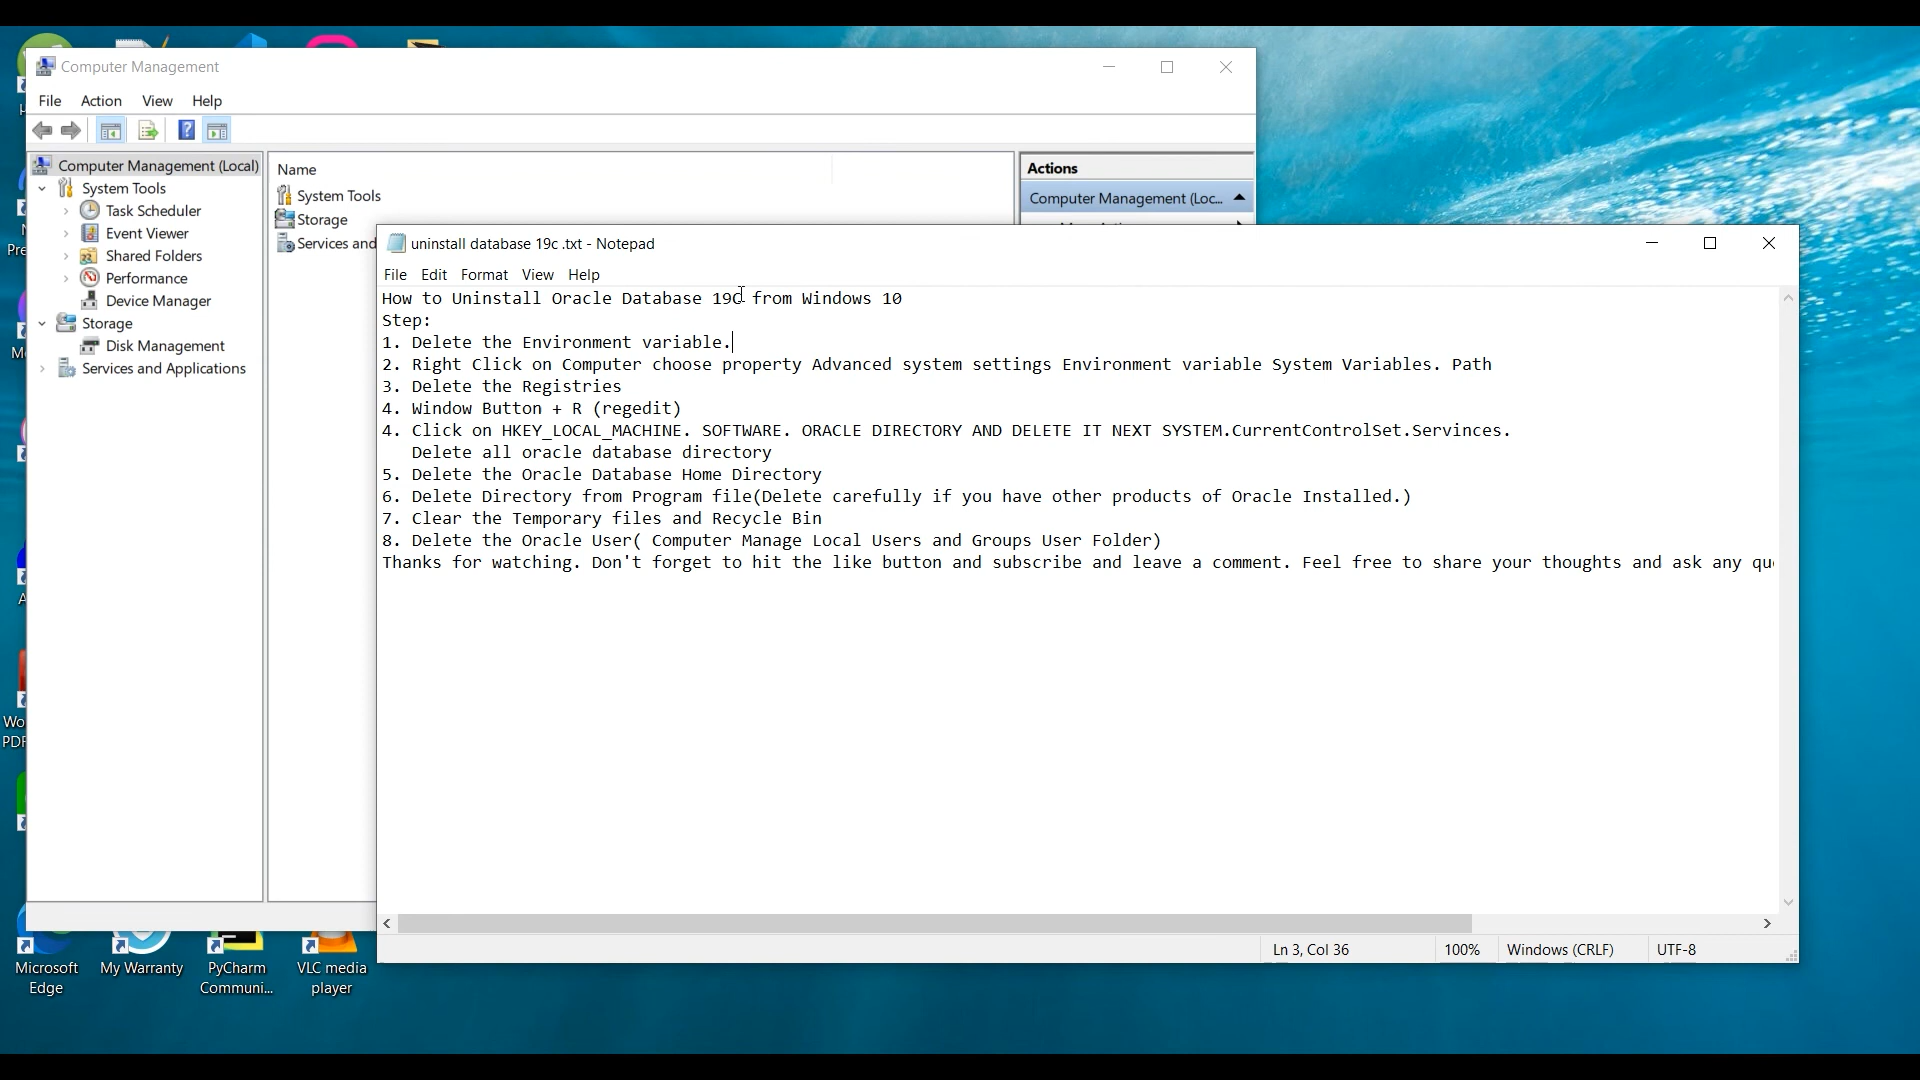 Computer Management
File Action View Help
Computer Management (Local)
System Tools
Task Scheduler
Event Viewer
Shared Folders
Performance
Device Manager
Storage
Disk Management
Services and Applications
Name
System Tools
Storage
Services and
Actions
Computer Management (Loc...
uninstall database 19c .txt - Notepad
File Edit Format View Help
How to Uninstall Oracle Database 19C from Windows 10
Step:
1. Delete the Environment variable.
2. Right Click on Computer choose property Advanced system settings Environment variable System Variables. Path
3. Delete the Registries
4. Window Button + R (regedit)
4. Click on HKEY_LOCAL_MACHINE. SOFTWARE. ORACLE DIRECTORY AND DELETE IT NEXT SYSTEM.CurrentControlSet.Servinces.
Delete all oracle database directory
5. Delete the Oracle Database Home Directory
6. Delete Directory from Program file(Delete carefully if you have other products of Oracle Installed.)
7. Clear the Temporary files and Recycle Bin
8. Delete the Oracle User( Computer Manage Local Users and Groups User Folder)
Thanks for watching. Don't forget to hit the like button and subscribe and leave a comment. Feel free to share your thoughts and ask any
Ln 3, Col 36
100%
Windows (CRLF)
UTF-8
Microsoft
Edge
My Warranty
PyCharm
Communi...
VLC media
player